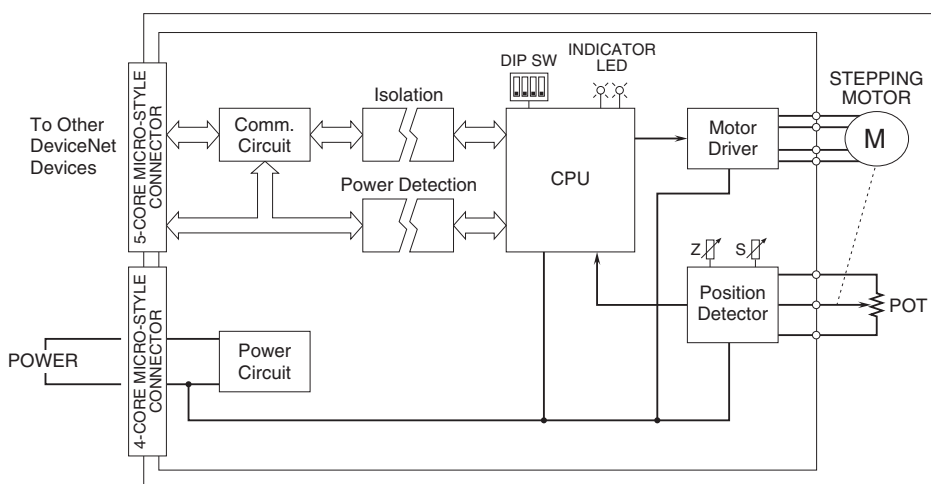 DIP SW
INDICATOR
LED
STEPPING
MOTOR
To Other
DeviceNet
Devices
5-CORE MICRO-STYLE
CONNECTOR
Comm.
Circuit
Isolation
Power Detection
CPU
Motor
Driver
M
Z
S
Position
Detector
POT
POWER
4-CORE MICRO-STYLE
CONNECTOR
Power
Circuit